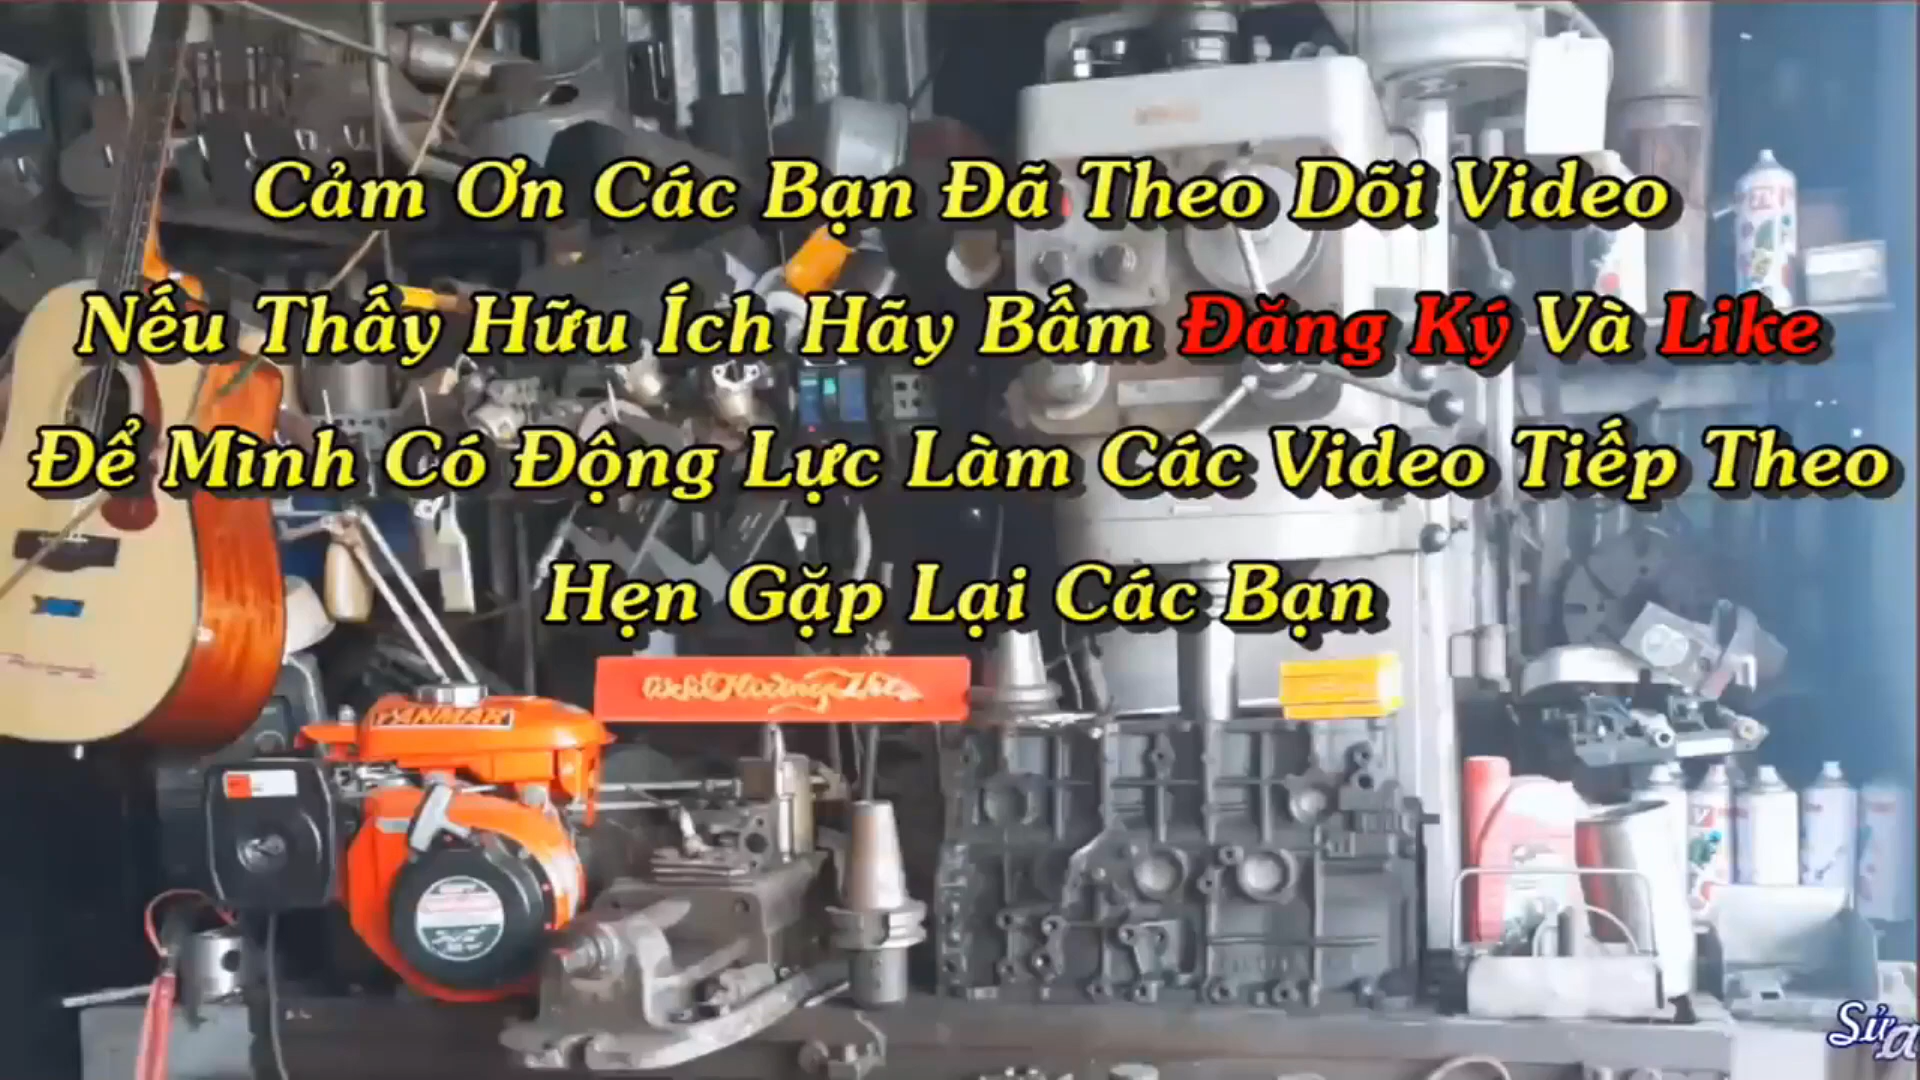 Cảm Ơn Các Bạn Đã Theo Dõi Video
Nếu Thấy Hữu Ích Hãy Bấm Đăng Ký Và Like
Để Mình Có Động Lực Làm Các Video Tiếp Theo
Hẹn Gặp Lại Các Bạn
YANMAR
Sửa